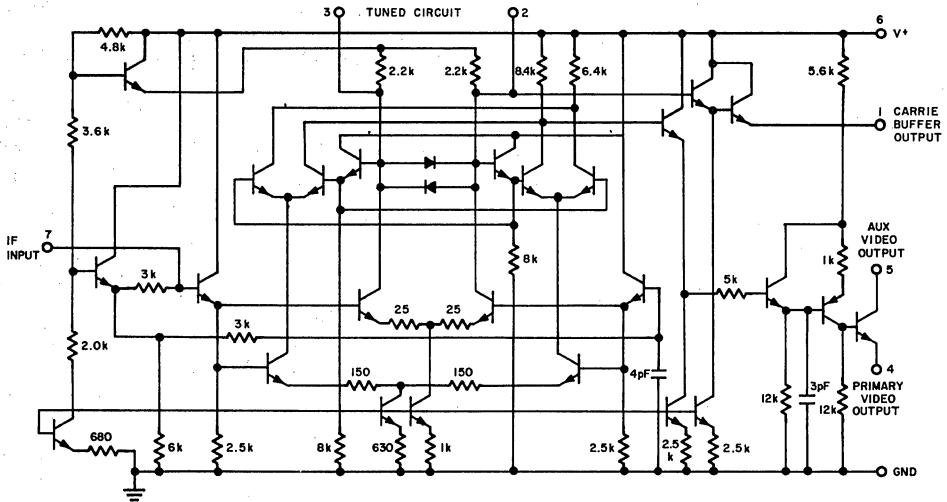 3 TUNED CIRCUIT 2
6
V+
4.8k
2.2k
2.2k
8.4k
6.4k
5.6k
1 CARRIE
BUFFER
OUTPUT
3.6k
7
IF
INPUT
AUX
VIDEO
OUTPUT
5
3k
8k
5k
1k
25
25
3k
2.0k
150
150
4pF
4
PRIMARY
VIDEO
OUTPUT
12k
3pF
12k
680
6k
2.5k
8k
630
1k
2.5k
2.5
k
2.5k
GND